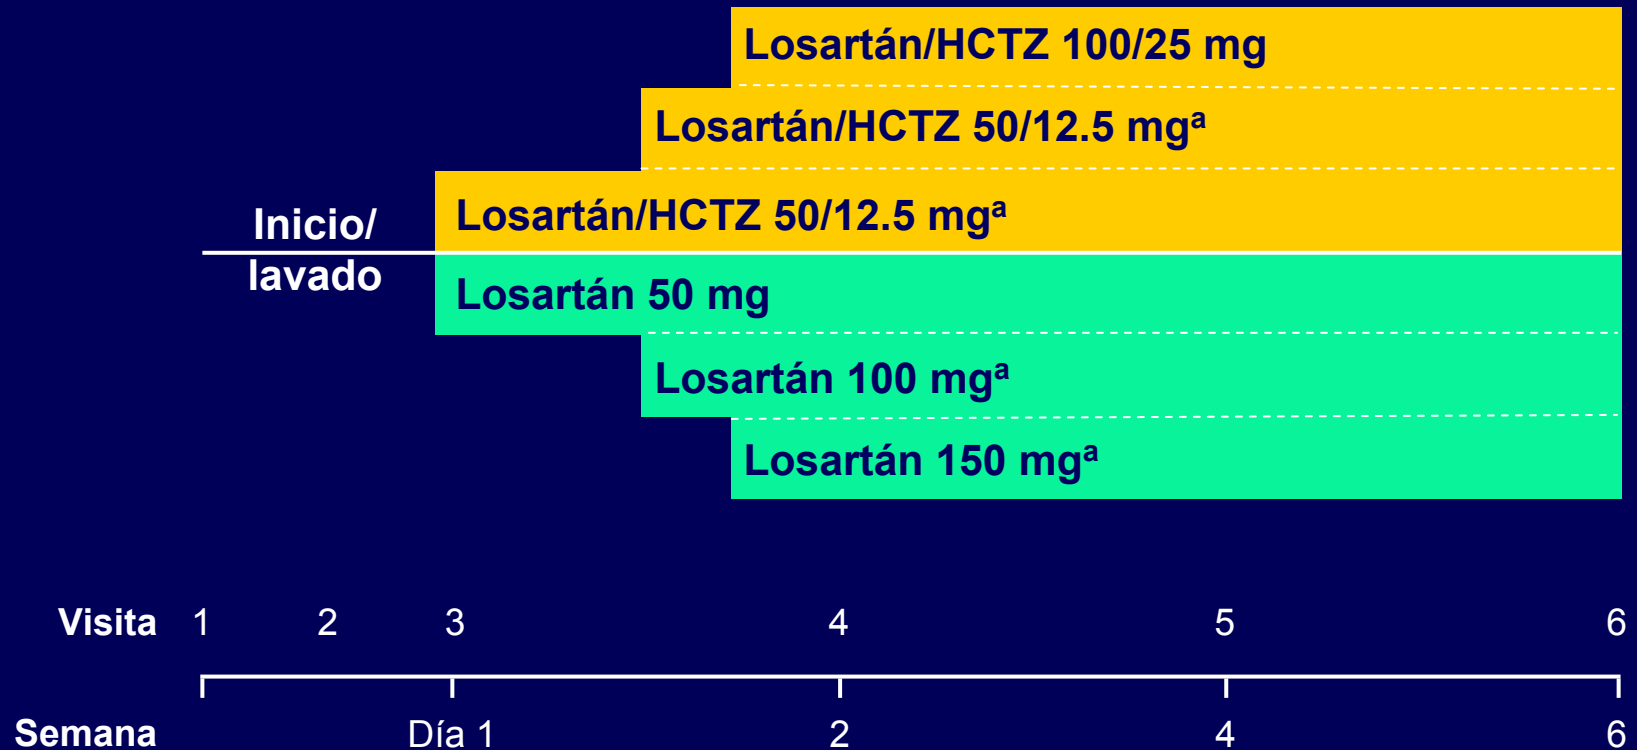 Losartán/HCTZ 100/25 mg
Losartán/HCTZ 50/12.5 mgª
Losartán/HCTZ 50/12.5 mgª
Inicio/
lavado
Losartán 50 mg
Losartán 100 mgª
Losartán 150 mgª
Visita 1 2 3 4 5 6
Semana Día 1 2 4 6